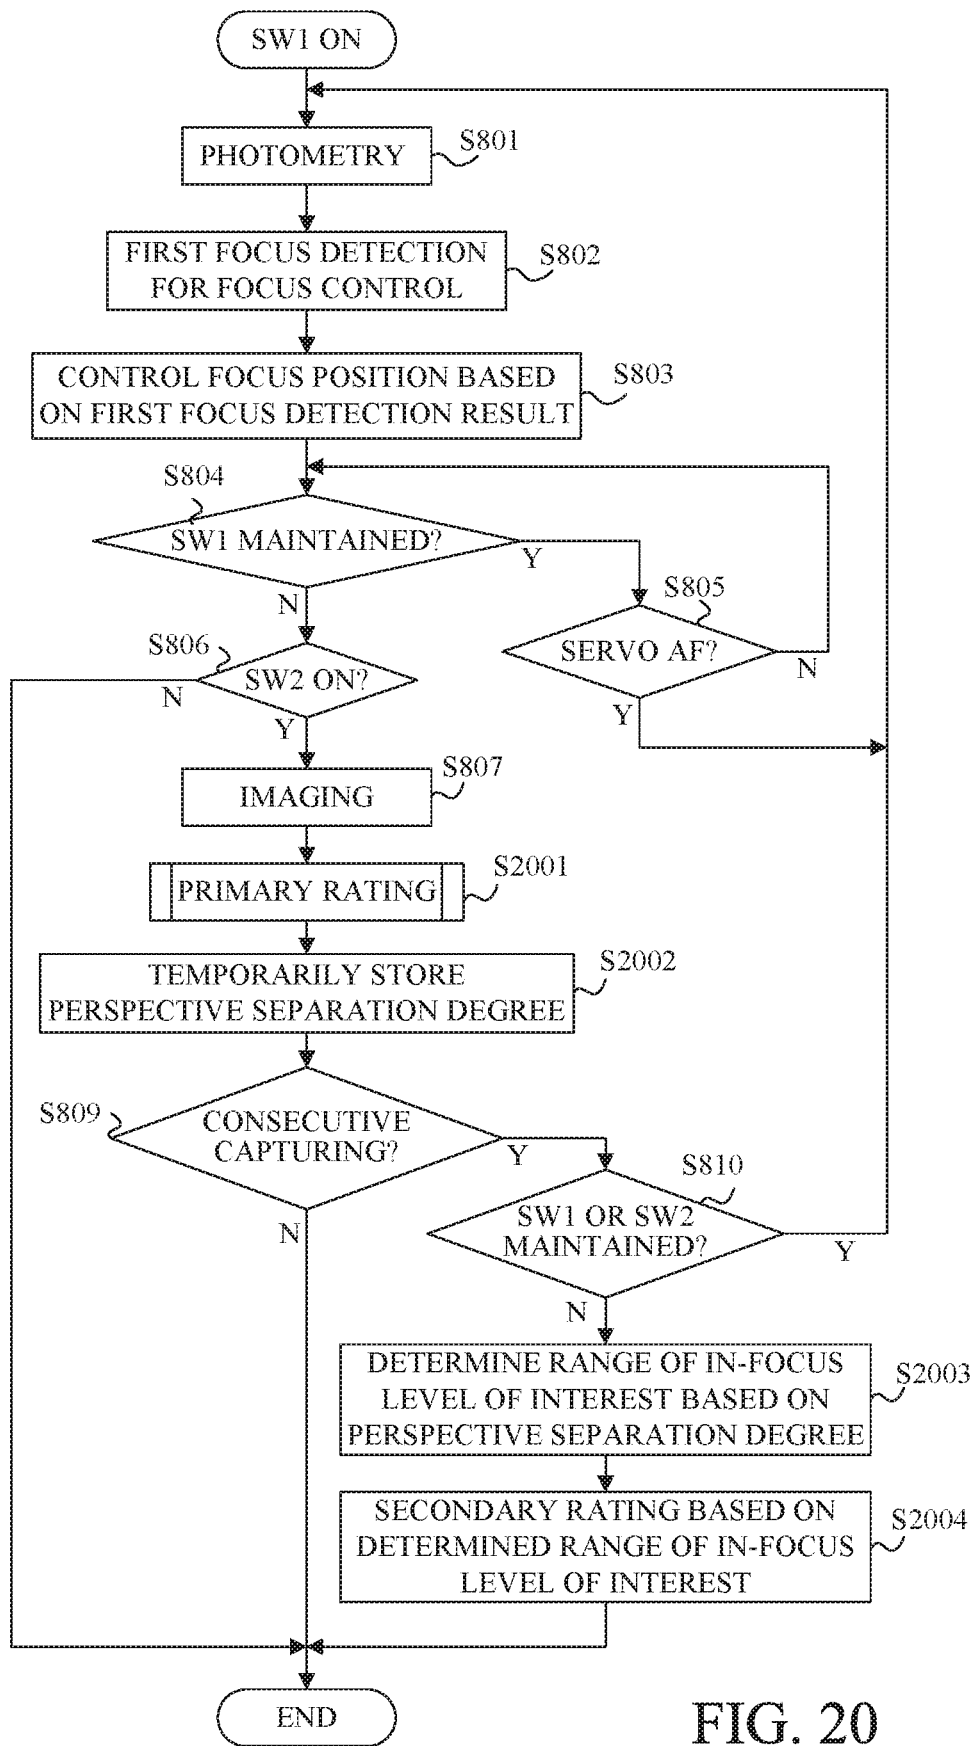 SW1 ON
PHOTOMETRY
S801
FIRST FOCUS DETECTION
FOR FOCUS CONTROL
S802
CONTROL FOCUS POSITION BASED
ON FIRST FOCUS DETECTION RESULT
S803
S804
SW1 MAINTAINED?
Y
N
S805
SERVO AF?
N
Y
S806
SW2 ON?
N
Y
IMAGING
S807
PRIMARY RATING
S2001
TEMPORARILY STORE
PERSPECTIVE SEPARATION DEGREE
S2002
S809
CONSECUTIVE
CAPTURING?
Y
N
S810
SW1 OR SW2
MAINTAINED?
Y
N
DETERMINE RANGE OF IN-FOCUS
LEVEL OF INTEREST BASED ON
PERSPECTIVE SEPARATION DEGREE
S2003
SECONDARY RATING BASED ON
DETERMINED RANGE OF IN-FOCUS
LEVEL OF INTEREST
S2004
END
FIG. 20